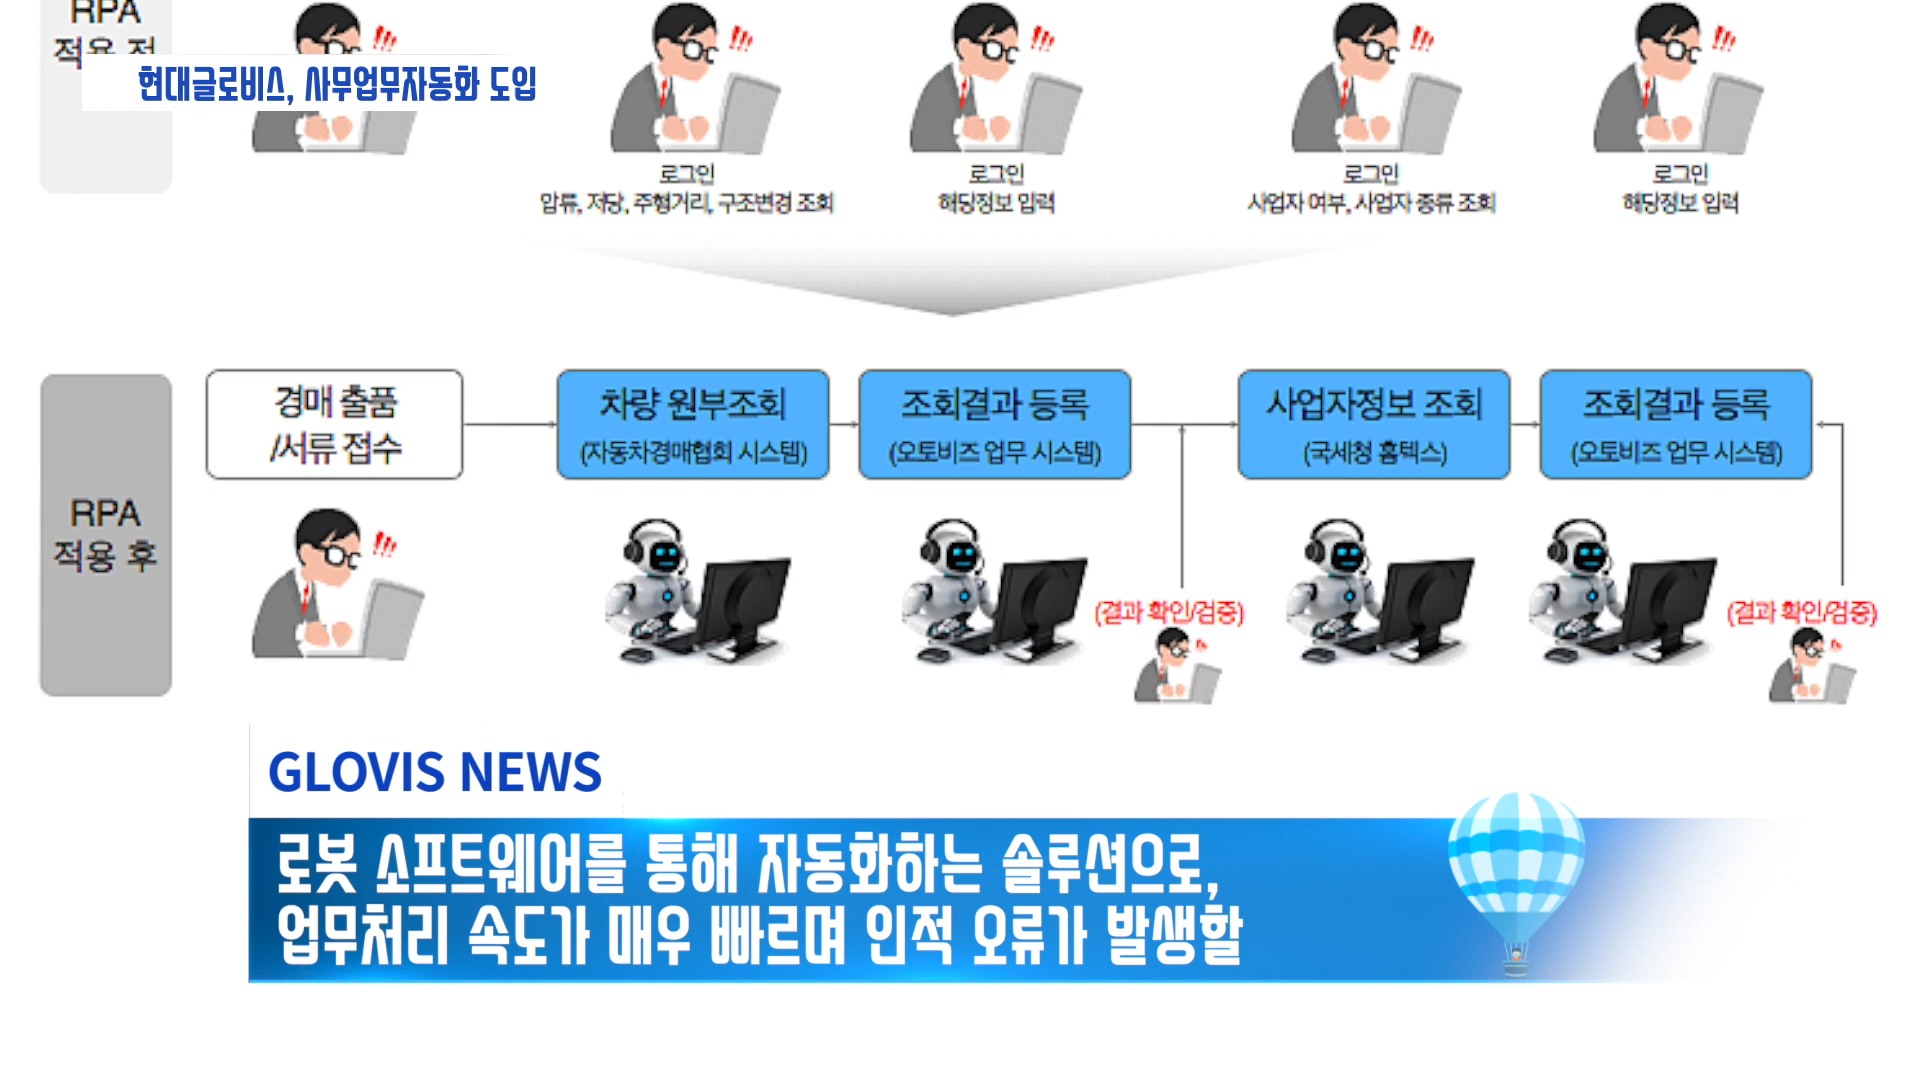 RPA
적용 전
현대글로비스, 사무업무자동화 도입
로그인
압류, 저당, 주행거리, 구조변경 조회
로그인
해당정보 입력
로그인
사업자 여부, 사업자 종류 조회
로그인
해당정보 입력
RPA
적용 후
경매 출품
/서류 접수
차량 원부조회
(자동차경매협회 시스템)
조회결과 등록
(오토비즈 업무 시스템)
사업자정보 조회
(국세청 홈텍스)
조회결과 등록
(오토비즈 업무 시스템)
(결과 확인/검증)
(결과 확인/검증)
GLOVIS NEWS
로봇 소프트웨어를 통해 자동화하는 솔루션으로,
업무처리 속도가 매우 빠르며 인적 오류가 발생할